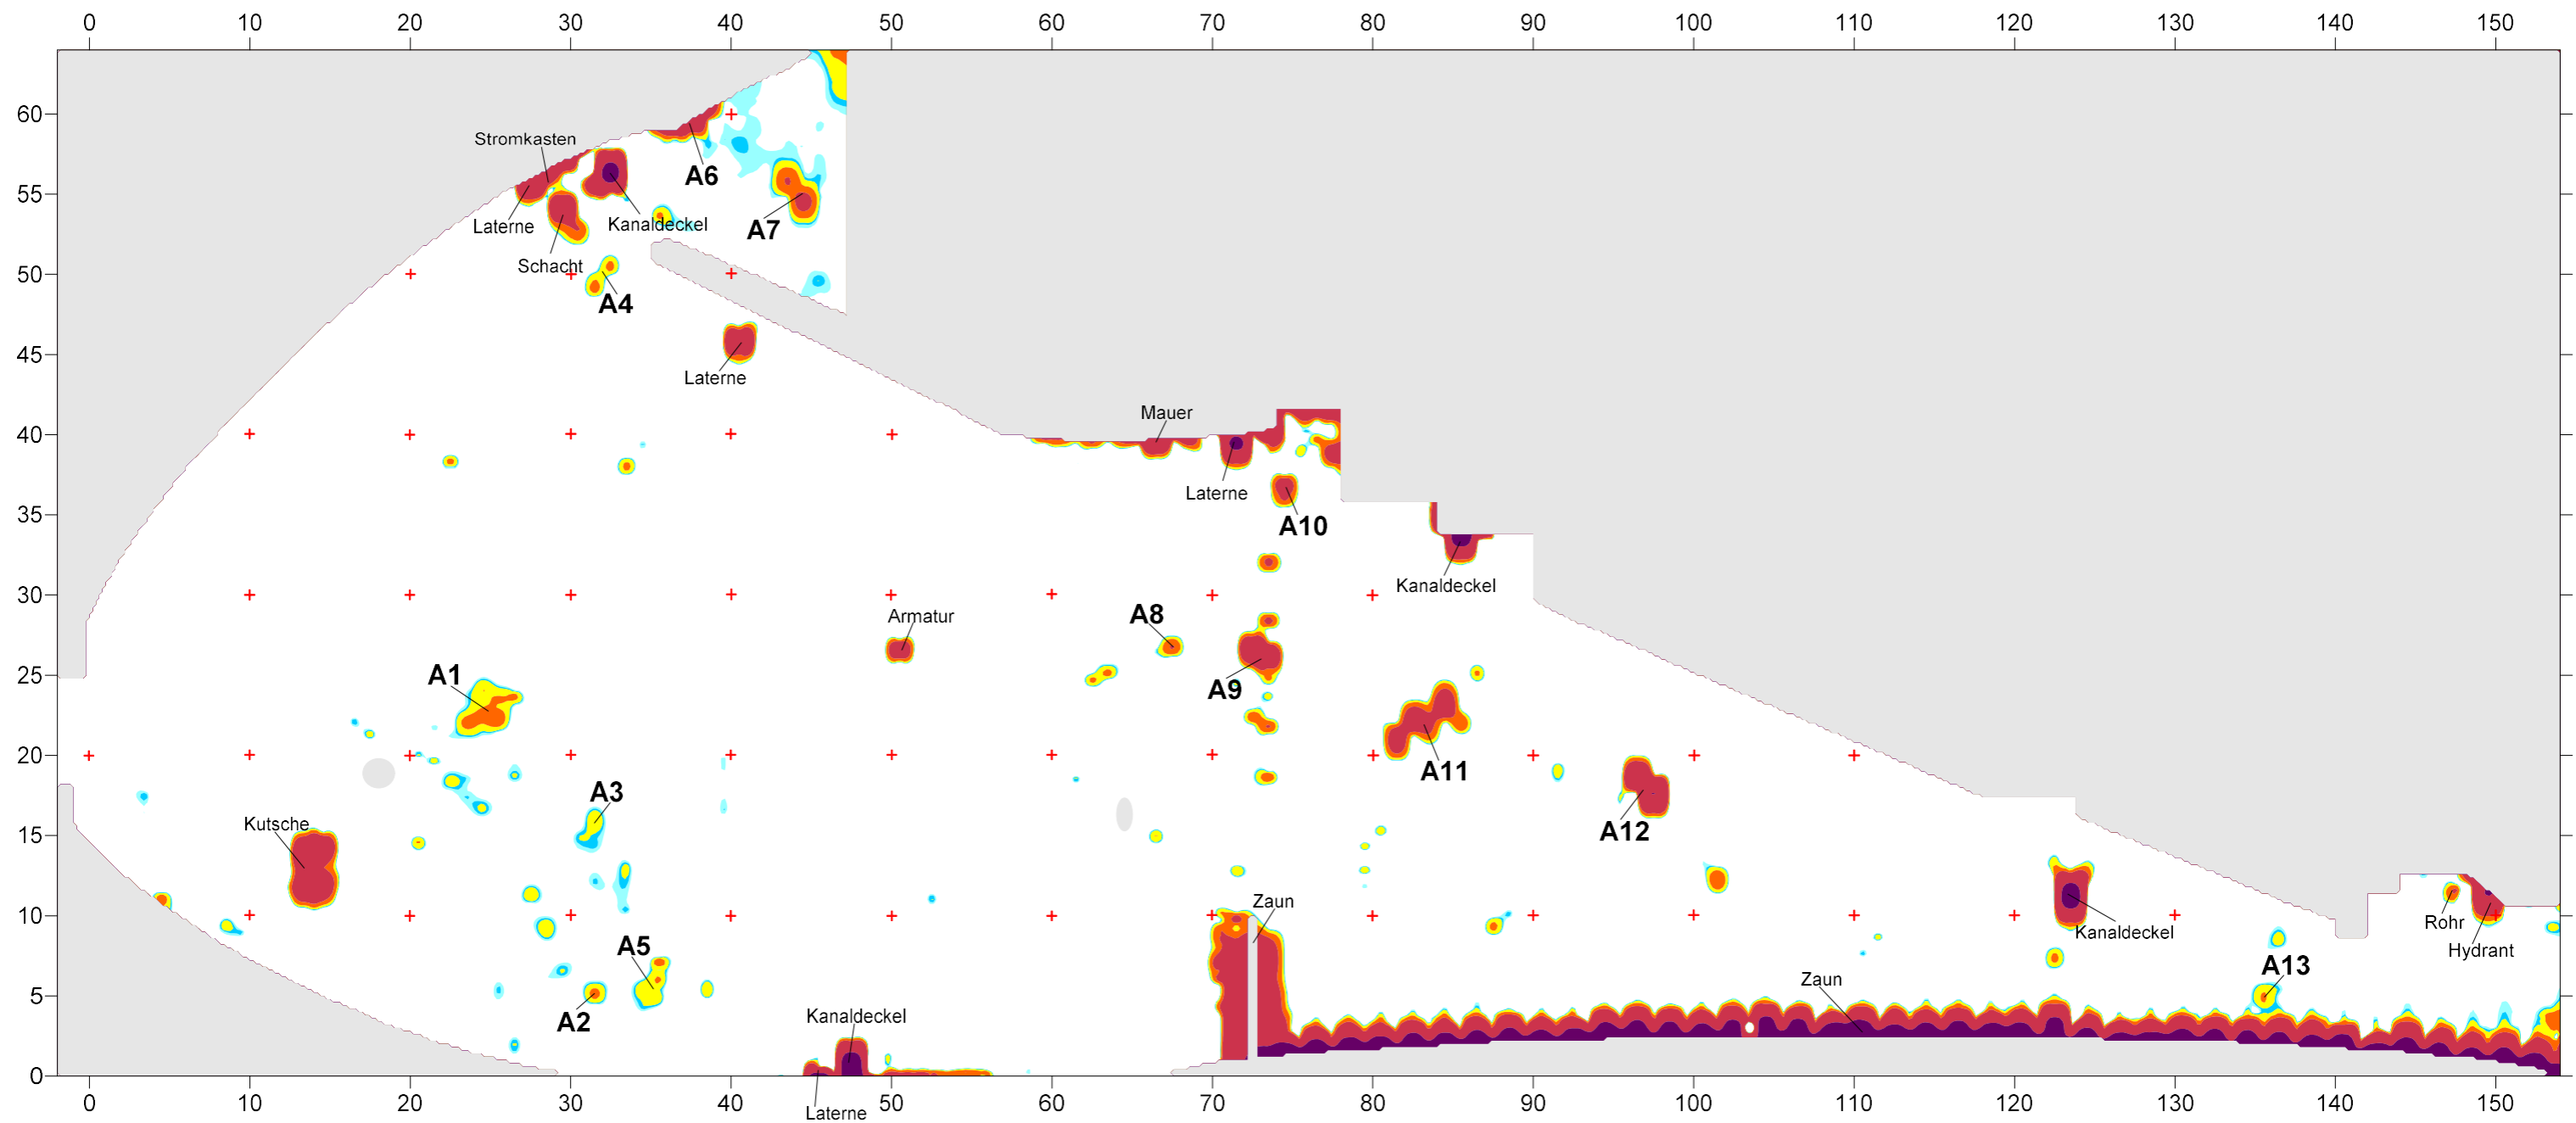 0 10 20 30 40 50 60 70 80 90 100 110 120 130 140 150
60
Stromkasten
A6
55
Laterne
Kanaldeckel
A7
Schacht
50
A4
45
Laterne
Mauer
40
Laterne
35
A10
Kanaldeckel
30
A8
Armatur
25
A1
A9
20
A11
A3
Kutsche
15
A12
Zaun
10
Rohr
Kanaldeckel
A5
Hydrant
A13
Zaun
5
A2
Kanaldeckel
0
0 10 20 30 40 50 60 70 80 90 100 110 120 130 140 150
Laterne